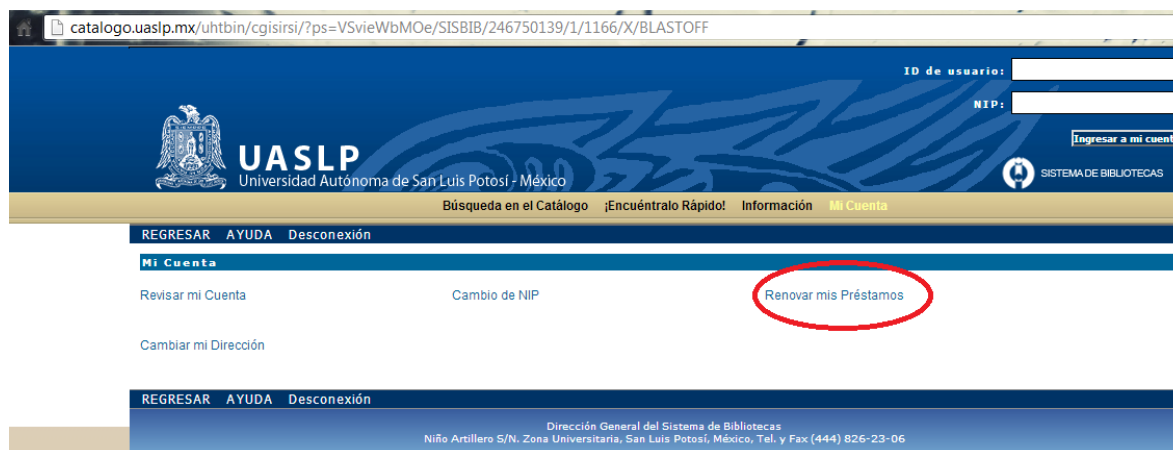 catalogo.uaslp.mx/uhtbin/cgisirsi/?ps=VSvieWbMOe/SISBIB/246750139/1/1166/X/BLASTOFF
ID de usuario:
NIP:
Ingresar a mi cuent
UASLP
Universidad Autónoma de San Luis Potosí - México
SISTEMA DE BIBLIOTECAS
Búsqueda en el Catálogo ¡Encuéntralo Rápido! Información Mi Cuenta
REGRESAR AYUDA Desconexión
Mi Cuenta
Revisar mi Cuenta Cambio de NIP Renovar mis Préstamos
Cambiar mi Dirección
REGRESAR AYUDA Desconexión
Dirección General del Sistema de Bibliotecas
Niño Artillero S/N. Zona Universitaria, San Luis Potosí, México, Tel. y Fax (444) 826-23-06